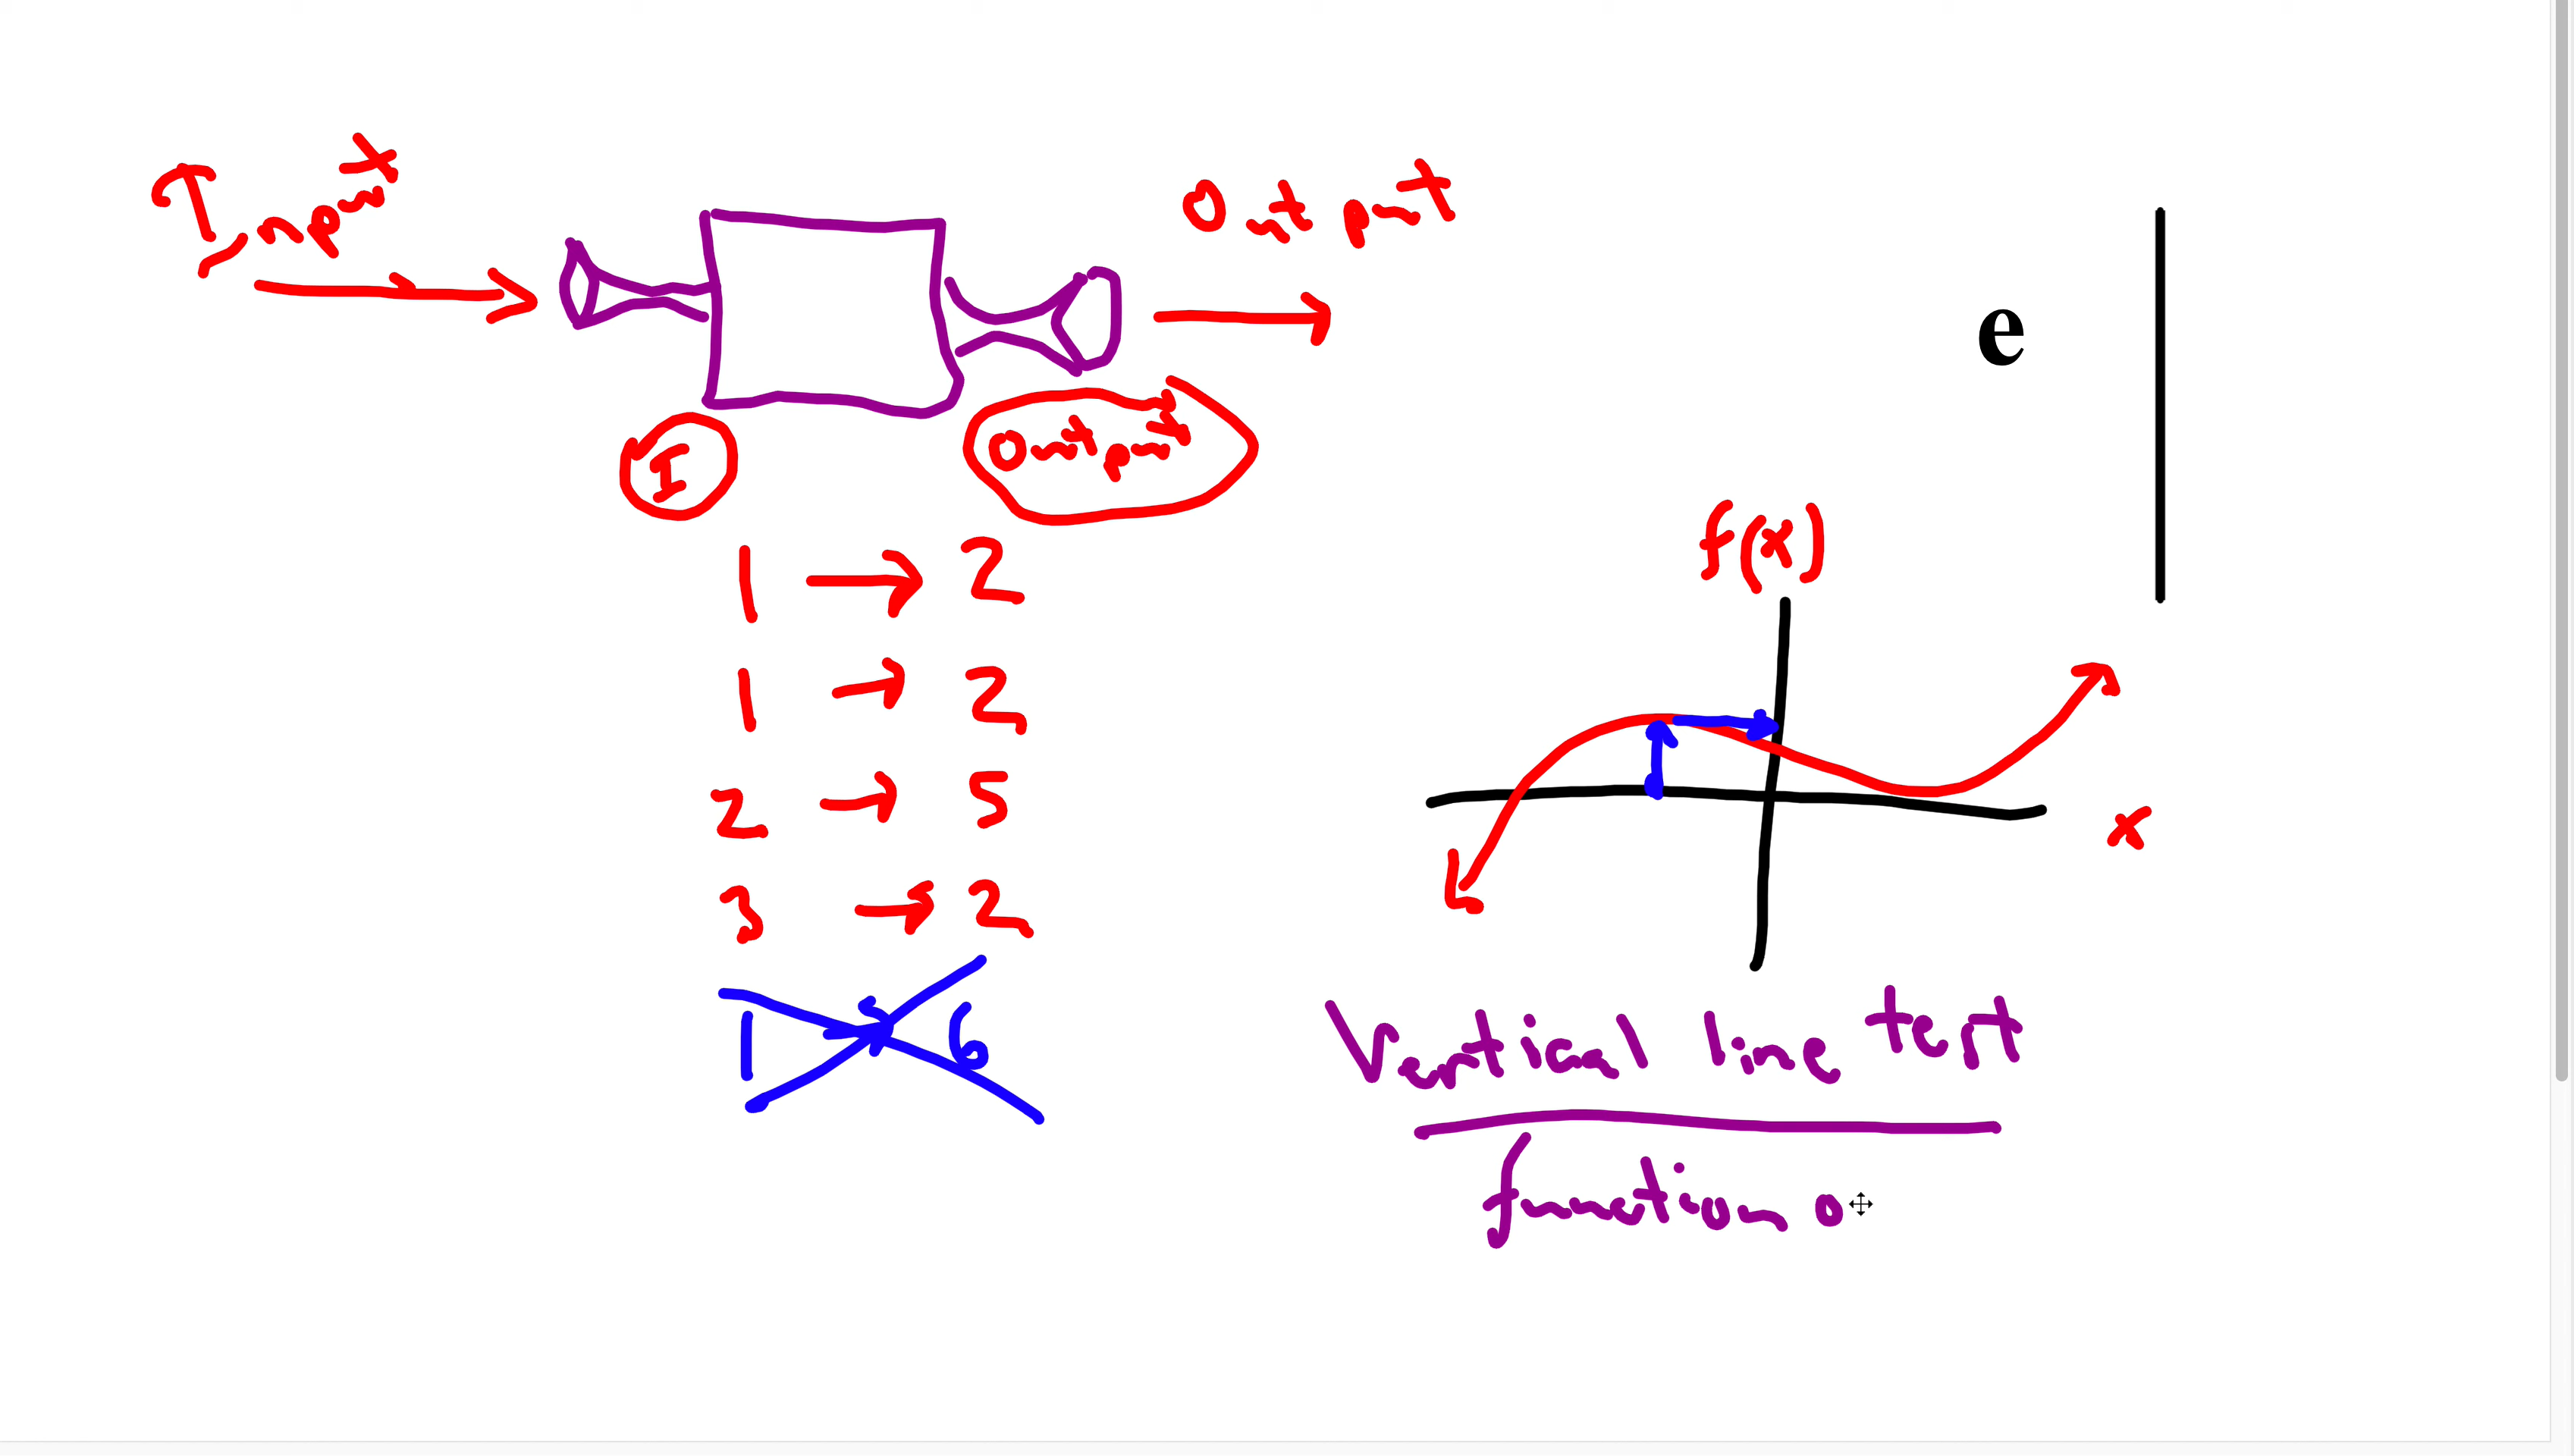 Input
Output
e
I
Output
1 → 2
1 → 2
2 → 5
3 → 2
1 → 6
f(x)
x
Vertical line test
function o